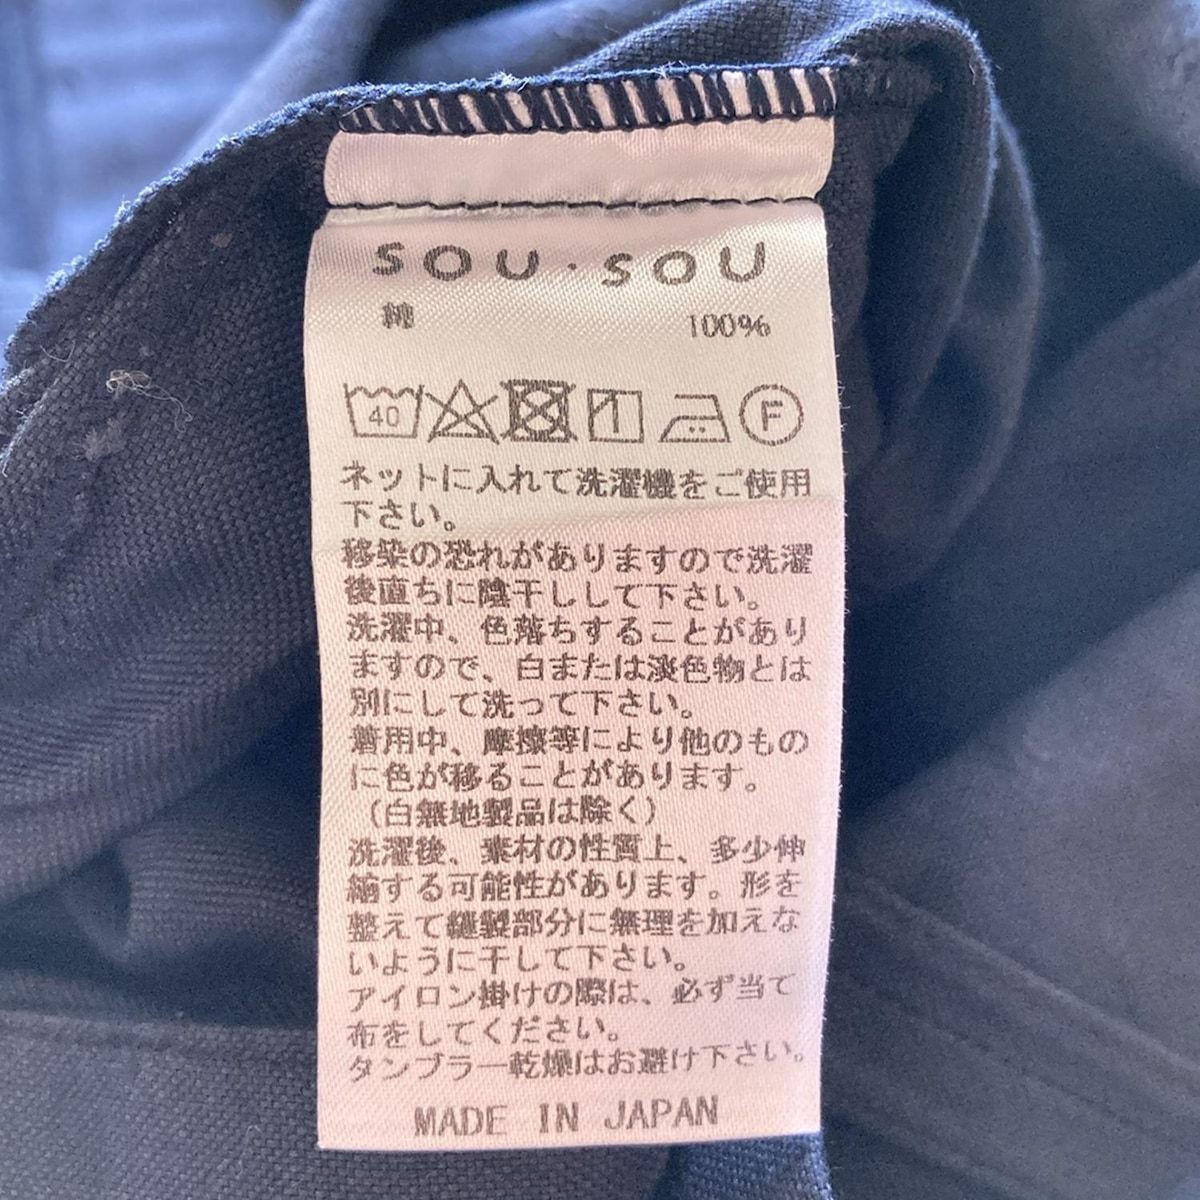 SOU・SOU
綿 100%
40 F
ネットに入れて洗濯機をご使用
下さい。
移染の恐れがありますので洗濯
後直ちに陰干しして下さい。
洗濯中、色落ちすることがあり
ますので、白または淡色物とは
別にして洗って下さい。
着用中、摩擦等により他のもの
に色が移ることがあります。
(白無地製品は除く)
洗濯後、素材の性質上、多少伸
縮する可能性があります。形を
整えて縫製部分に無理を加えな
いように干して下さい。
アイロン掛けの際は、必ず当て
布をしてください。
タンブラー乾燥はお避け下さい。
MADE IN JAPAN